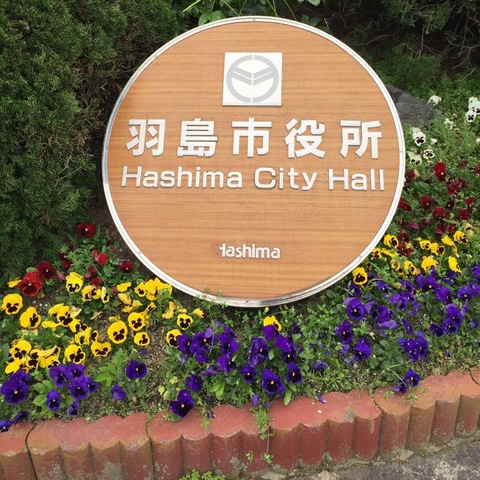 羽島市役所
Hashima City Hall
Hashima